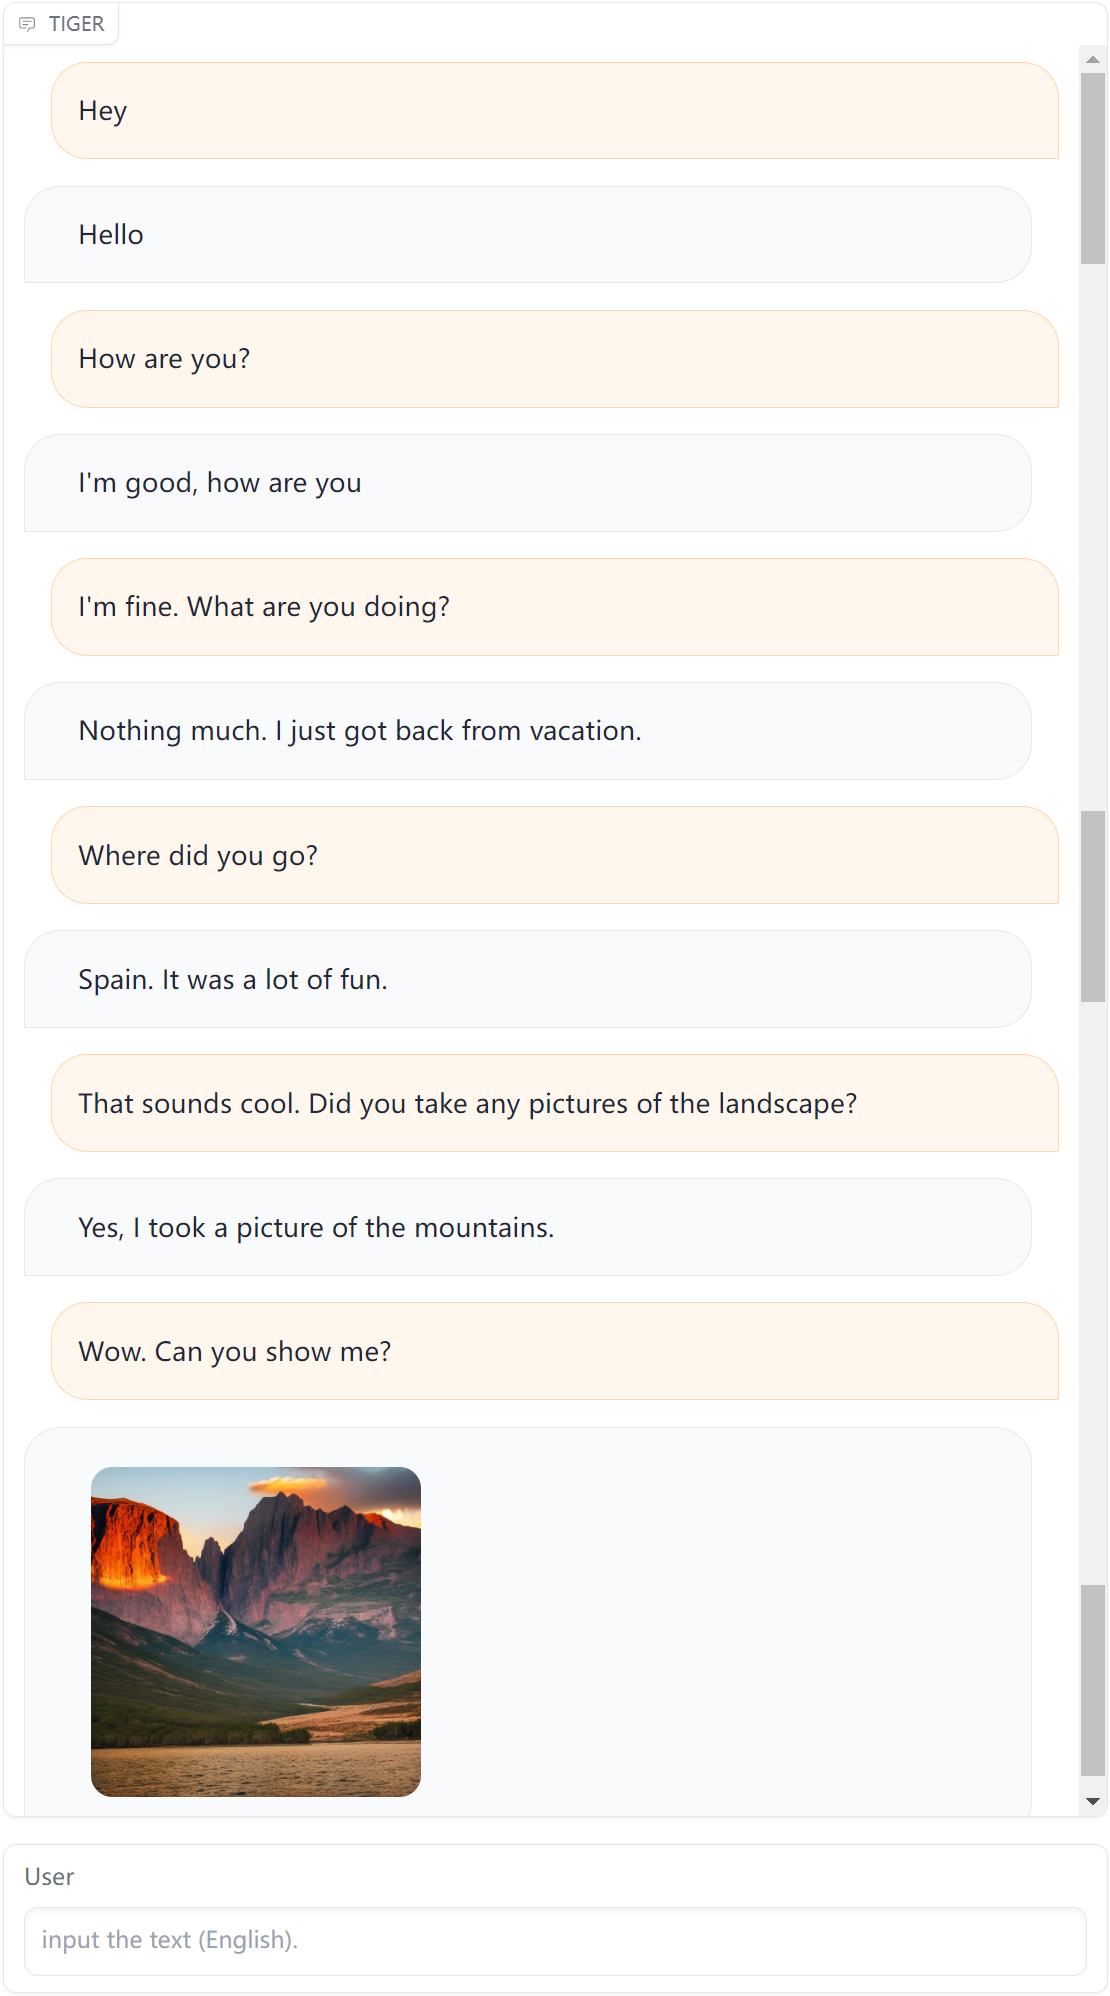 TIGER
Hey
Hello
How are you?
I'm good, how are you
I'm fine. What are you doing?
Nothing much. I just got back from vacation.
Where did you go?
Spain. It was a lot of fun.
That sounds cool. Did you take any pictures of the landscape?
Yes, I took a picture of the mountains.
Wow. Can you show me?
User
input the text (English).